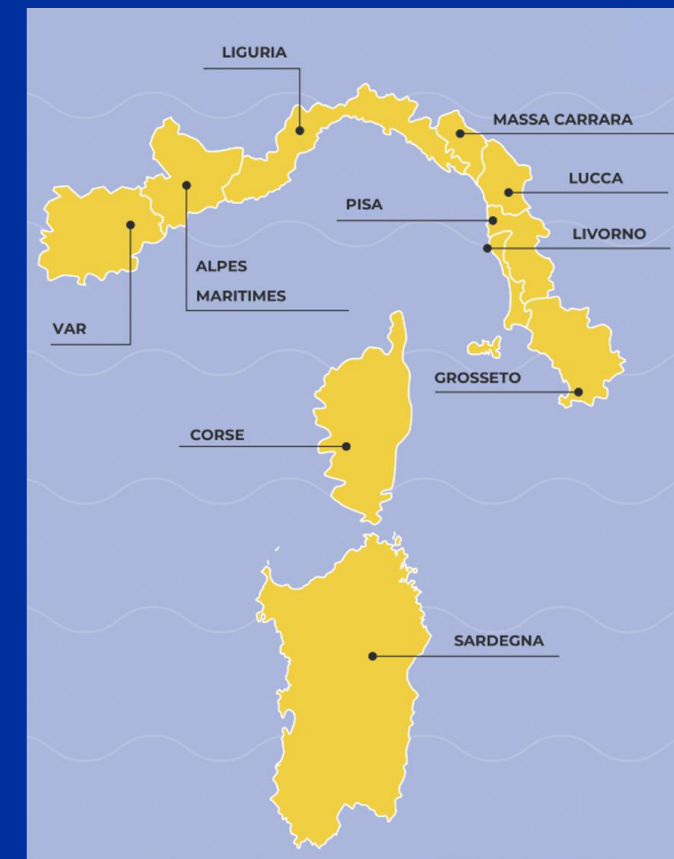 LIGURIA
MASSA CARRARA
LUCCA
PISA
LIVORNO
ALPES
MARITIMES
VAR
GROSSETO
CORSE
SARDEGNA